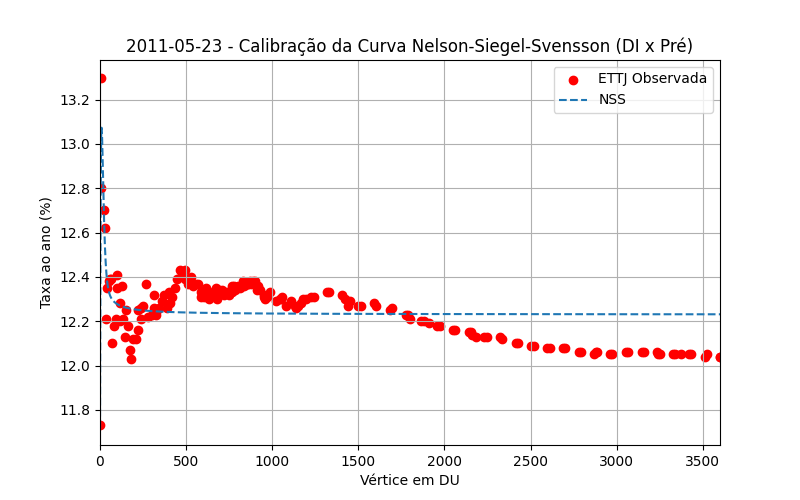 2011-05-23 - Calibração da Curva Nelson-Siegel-Svensson (DI x Pré)
ETTJ Observada
NSS
Taxa ao ano (%)
13.2
13.0
12.8
12.6
12.4
12.2
12.0
11.8
0 500 1000 1500 2000 2500 3000 3500
Vértice em DU